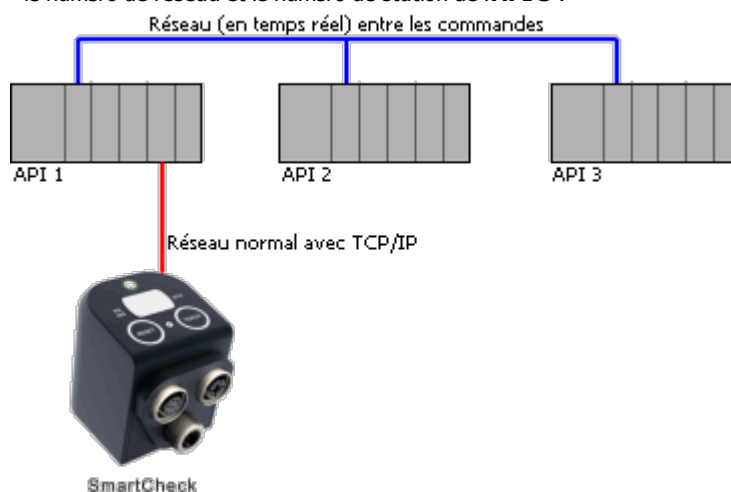 Réseau (en temps réel) entre les commandes
API 1
API 2
API 3
Réseau normal avec TCP/IP
SmartCheck